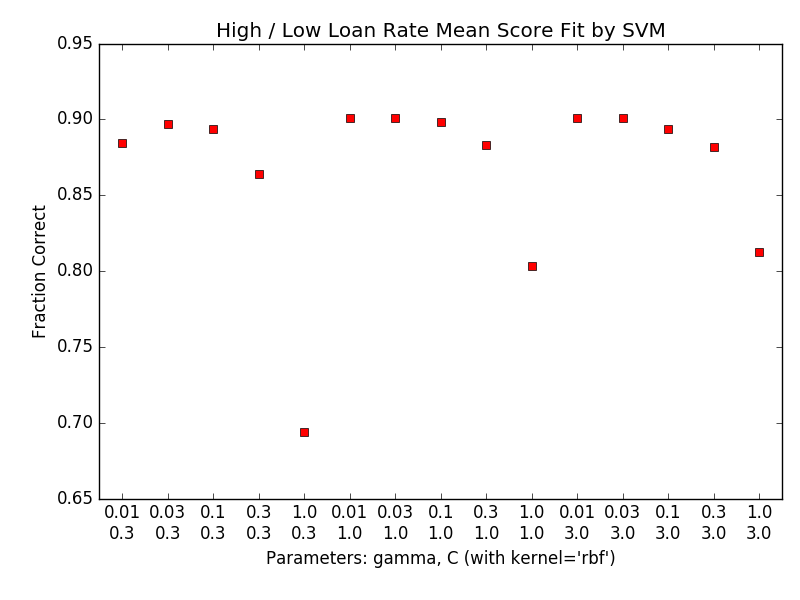 High / Low Loan Rate Mean Score Fit by SVM
0.95
0.90
0.85
0.80
0.75
0.70
0.65
Fraction Correct
0.01 0.03 0.1 0.3 1.0 0.01 0.03 0.1 0.3 1.0 0.01 0.03 0.1 0.3 1.0
0.3 0.3 0.3 0.3 0.3 1.0 1.0 1.0 1.0 1.0 3.0 3.0 3.0 3.0 3.0
Parameters: gamma, C (with kernel='rbf')